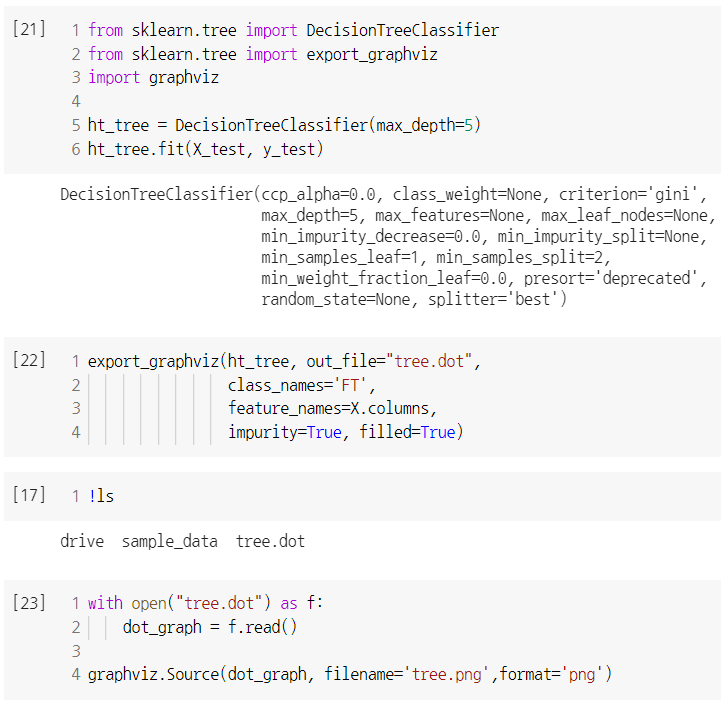 [21] 1 from sklearn.tree import DecisionTreeClassifier
2 from sklearn.tree import export_graphviz
3 import graphviz
4
5 ht_tree = DecisionTreeClassifier(max_depth=5)
6 ht_tree.fit(X_test, y_test)
DecisionTreeClassifier(ccp_alpha=0.0, class_weight=None, criterion='gini',
max_depth=5, max_features=None, max_leaf_nodes=None,
min_impurity_decrease=0.0, min_impurity_split=None,
min_samples_leaf=1, min_samples_split=2,
min_weight_fraction_leaf=0.0, presort='deprecated',
random_state=None, splitter='best')
[22] 1 export_graphviz(ht_tree, out_file="tree.dot",
2 class_names='FT',
3 feature_names=X.columns,
4 impurity=True, filled=True)
[17] 1 !ls
drive sample_data tree.dot
[23] 1 with open("tree.dot") as f:
2 dot_graph = f.read()
3
4 graphviz.Source(dot_graph, filename='tree.png',format='png')